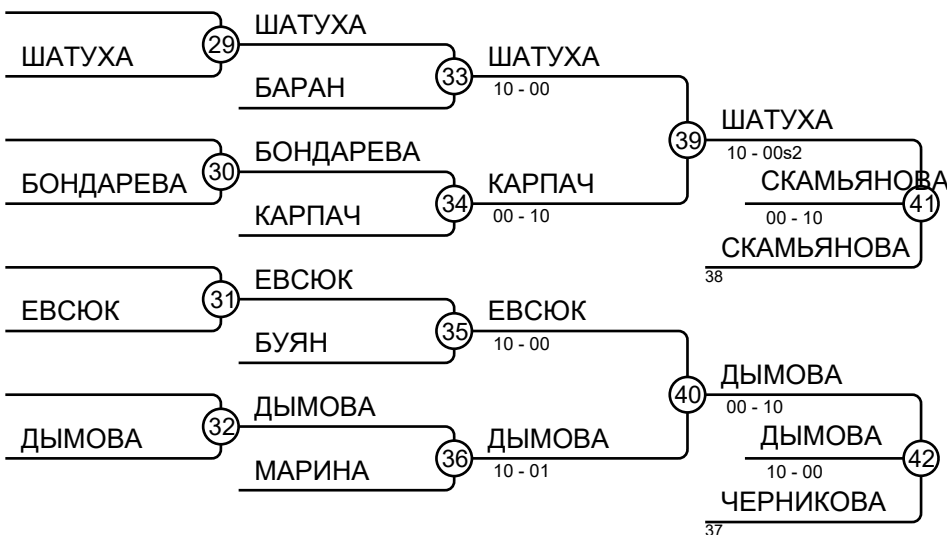 ШАТУХА
29
ШАТУХА
БАРАН
33
ШАТУХА
10 - 00
БОНДАРЕВА
30
БОНДАРЕВА
КАРПАЧ
34
КАРПАЧ
00 - 10
39
ШАТУХА
10 - 00s2
СКАМЬЯНОВА
00 - 10
41
СКАМЬЯНОВА
38
ЕВСЮК
31
ЕВСЮК
БУЯН
35
ЕВСЮК
10 - 00
ДЫМОВА
32
ДЫМОВА
МАРИНА
36
ДЫМОВА
10 - 01
40
ДЫМОВА
00 - 10
ДЫМОВА
10 - 00
42
ЧЕРНИКОВА
37